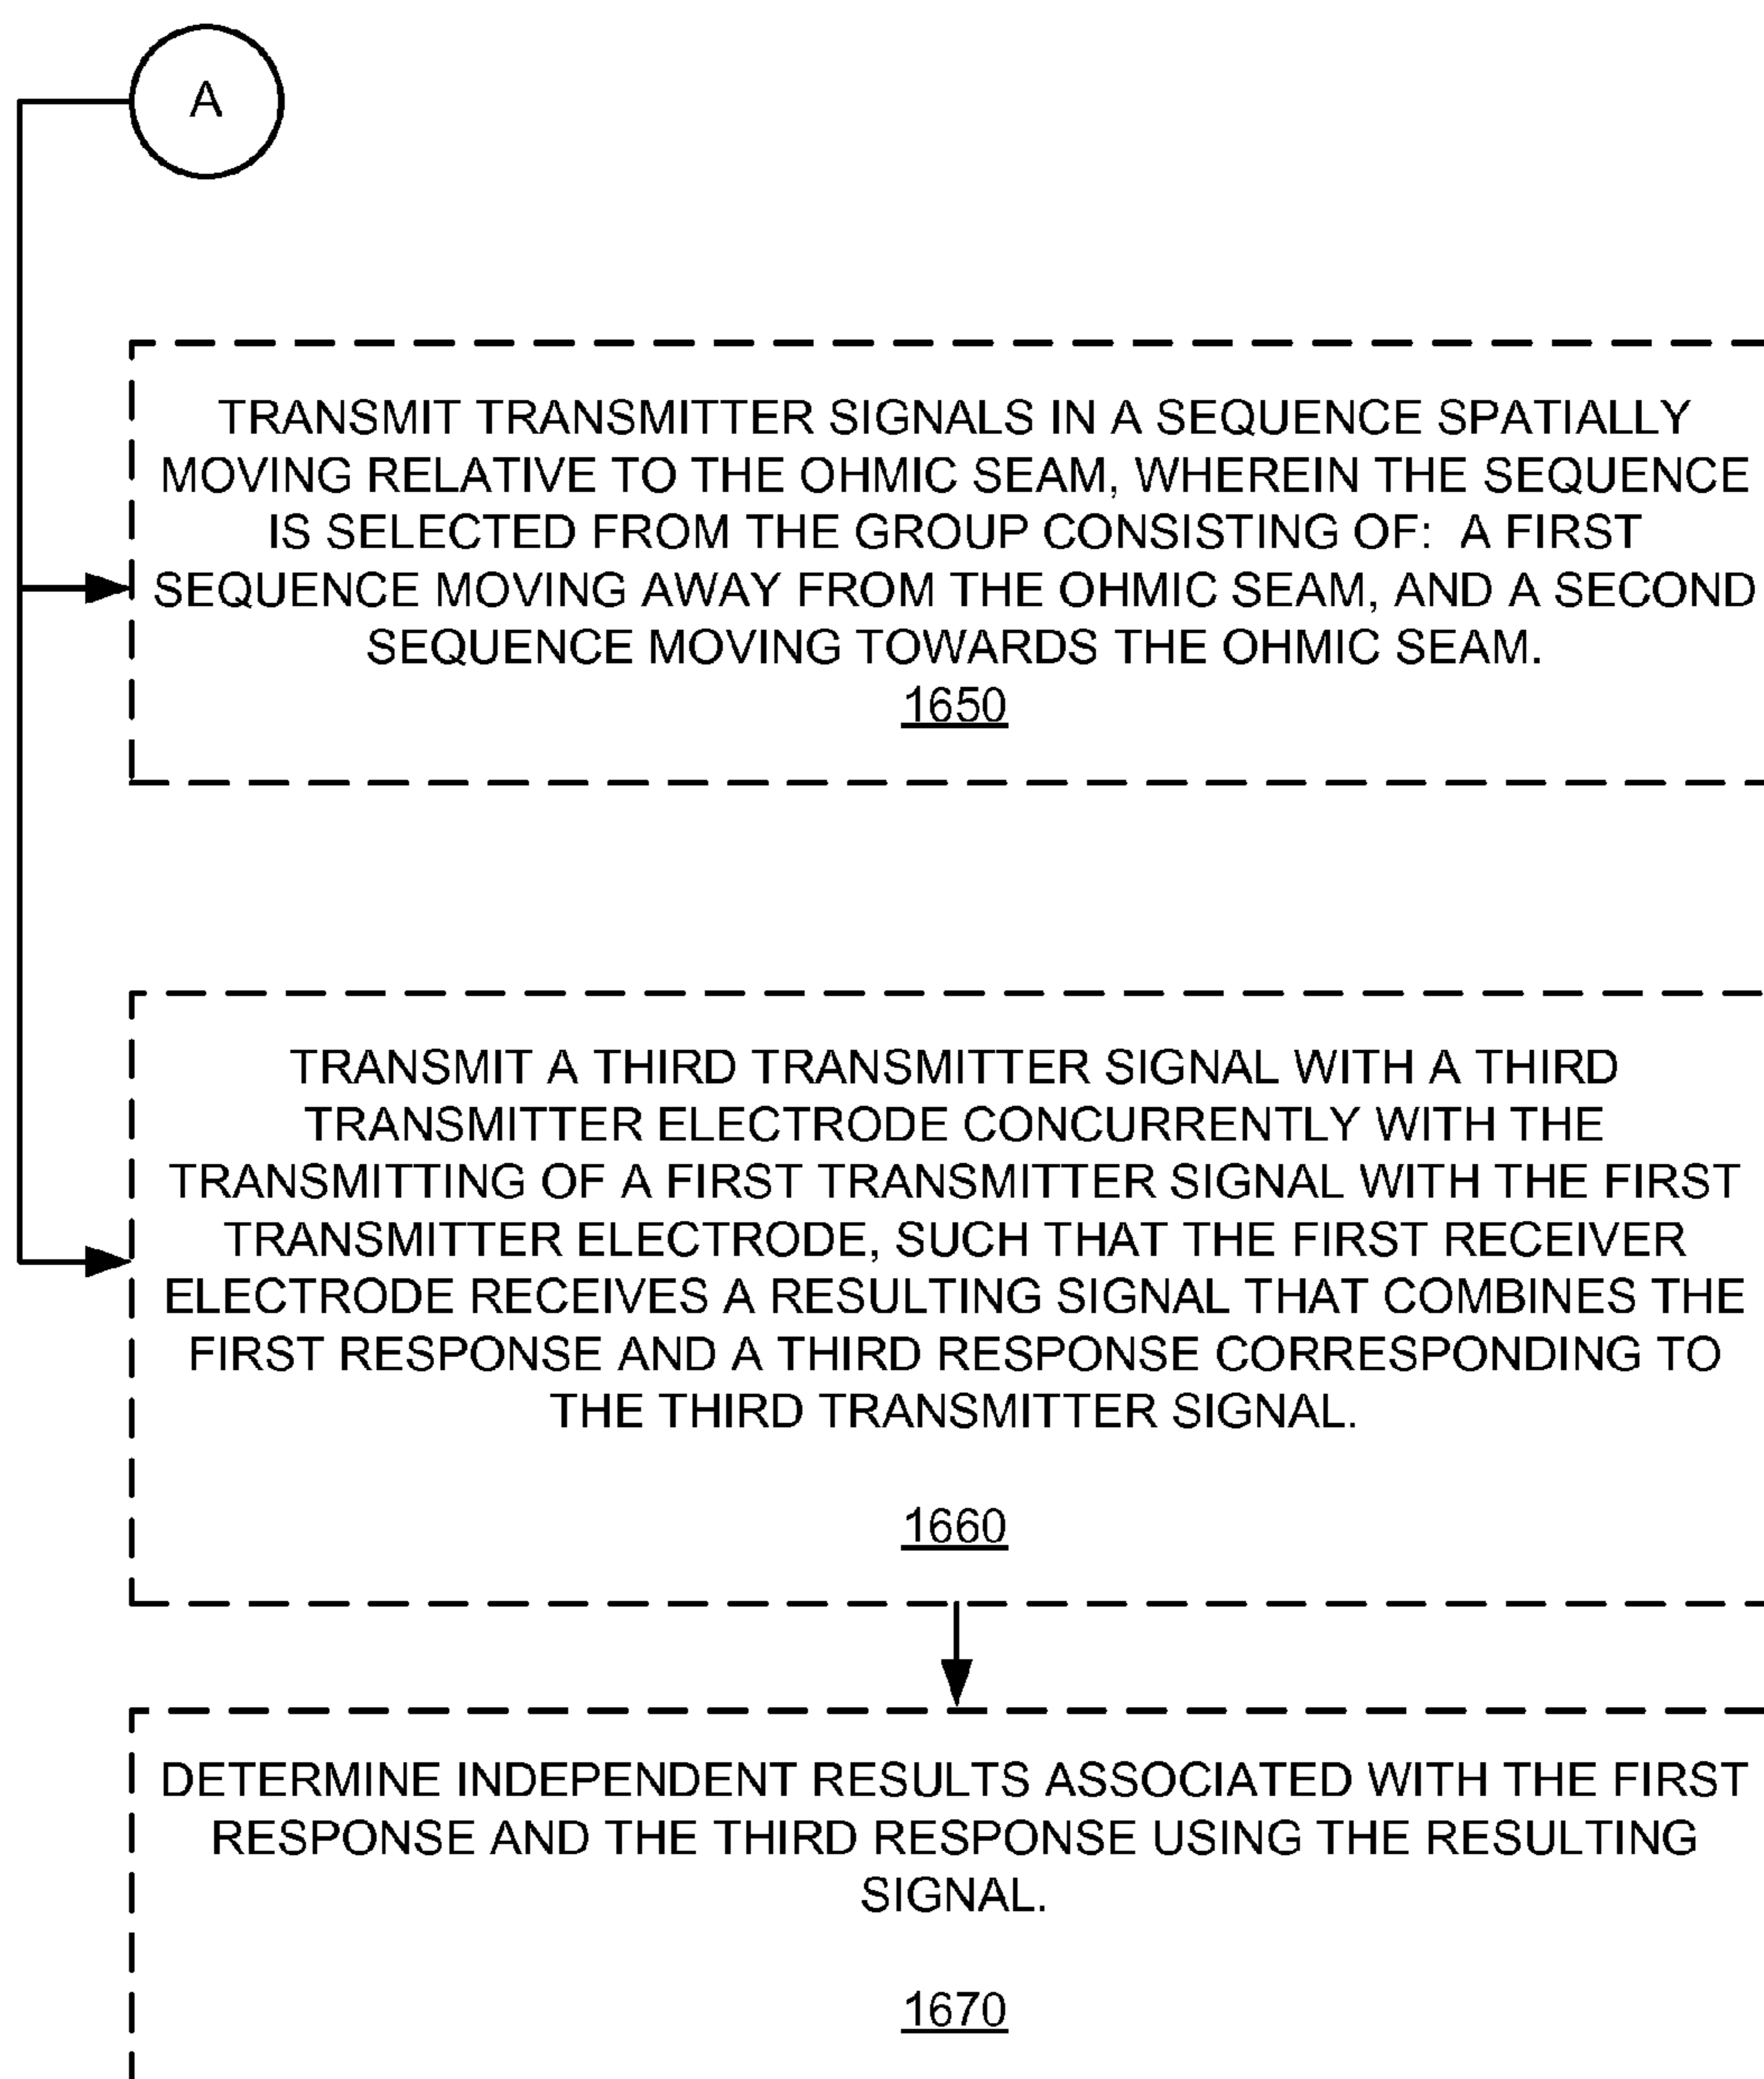 A
TRANSMIT TRANSMITTER SIGNALS IN A SEQUENCE SPATIALLY
MOVING RELATIVE TO THE OHMIC SEAM, WHEREIN THE SEQUENCE
IS SELECTED FROM THE GROUP CONSISTING OF:  A FIRST
SEQUENCE MOVING AWAY FROM THE OHMIC SEAM, AND A SECOND
SEQUENCE MOVING TOWARDS THE OHMIC SEAM.
1650
TRANSMIT A THIRD TRANSMITTER SIGNAL WITH A THIRD
TRANSMITTER ELECTRODE CONCURRENTLY WITH THE
TRANSMITTING OF A FIRST TRANSMITTER SIGNAL WITH THE FIRST
TRANSMITTER ELECTRODE, SUCH THAT THE FIRST RECEIVER
ELECTRODE RECEIVES A RESULTING SIGNAL THAT COMBINES THE
FIRST RESPONSE AND A THIRD RESPONSE CORRESPONDING TO
THE THIRD TRANSMITTER SIGNAL.
1660
DETERMINE INDEPENDENT RESULTS ASSOCIATED WITH THE FIRST
RESPONSE AND THE THIRD RESPONSE USING THE RESULTING
SIGNAL.
1670